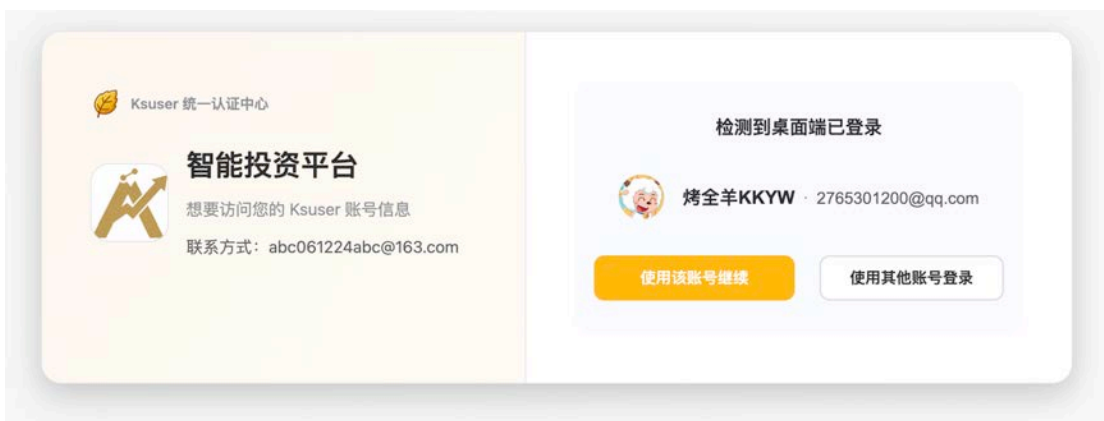 Ksuser 统一认证中心
智能投资平台
想要访问您的 Ksuser 账号信息
联系方式：abc061224abc@163.com
检测到桌面端已登录
烤全羊KKYW · 2765301200@qq.com
使用该账号继续
使用其他账号登录